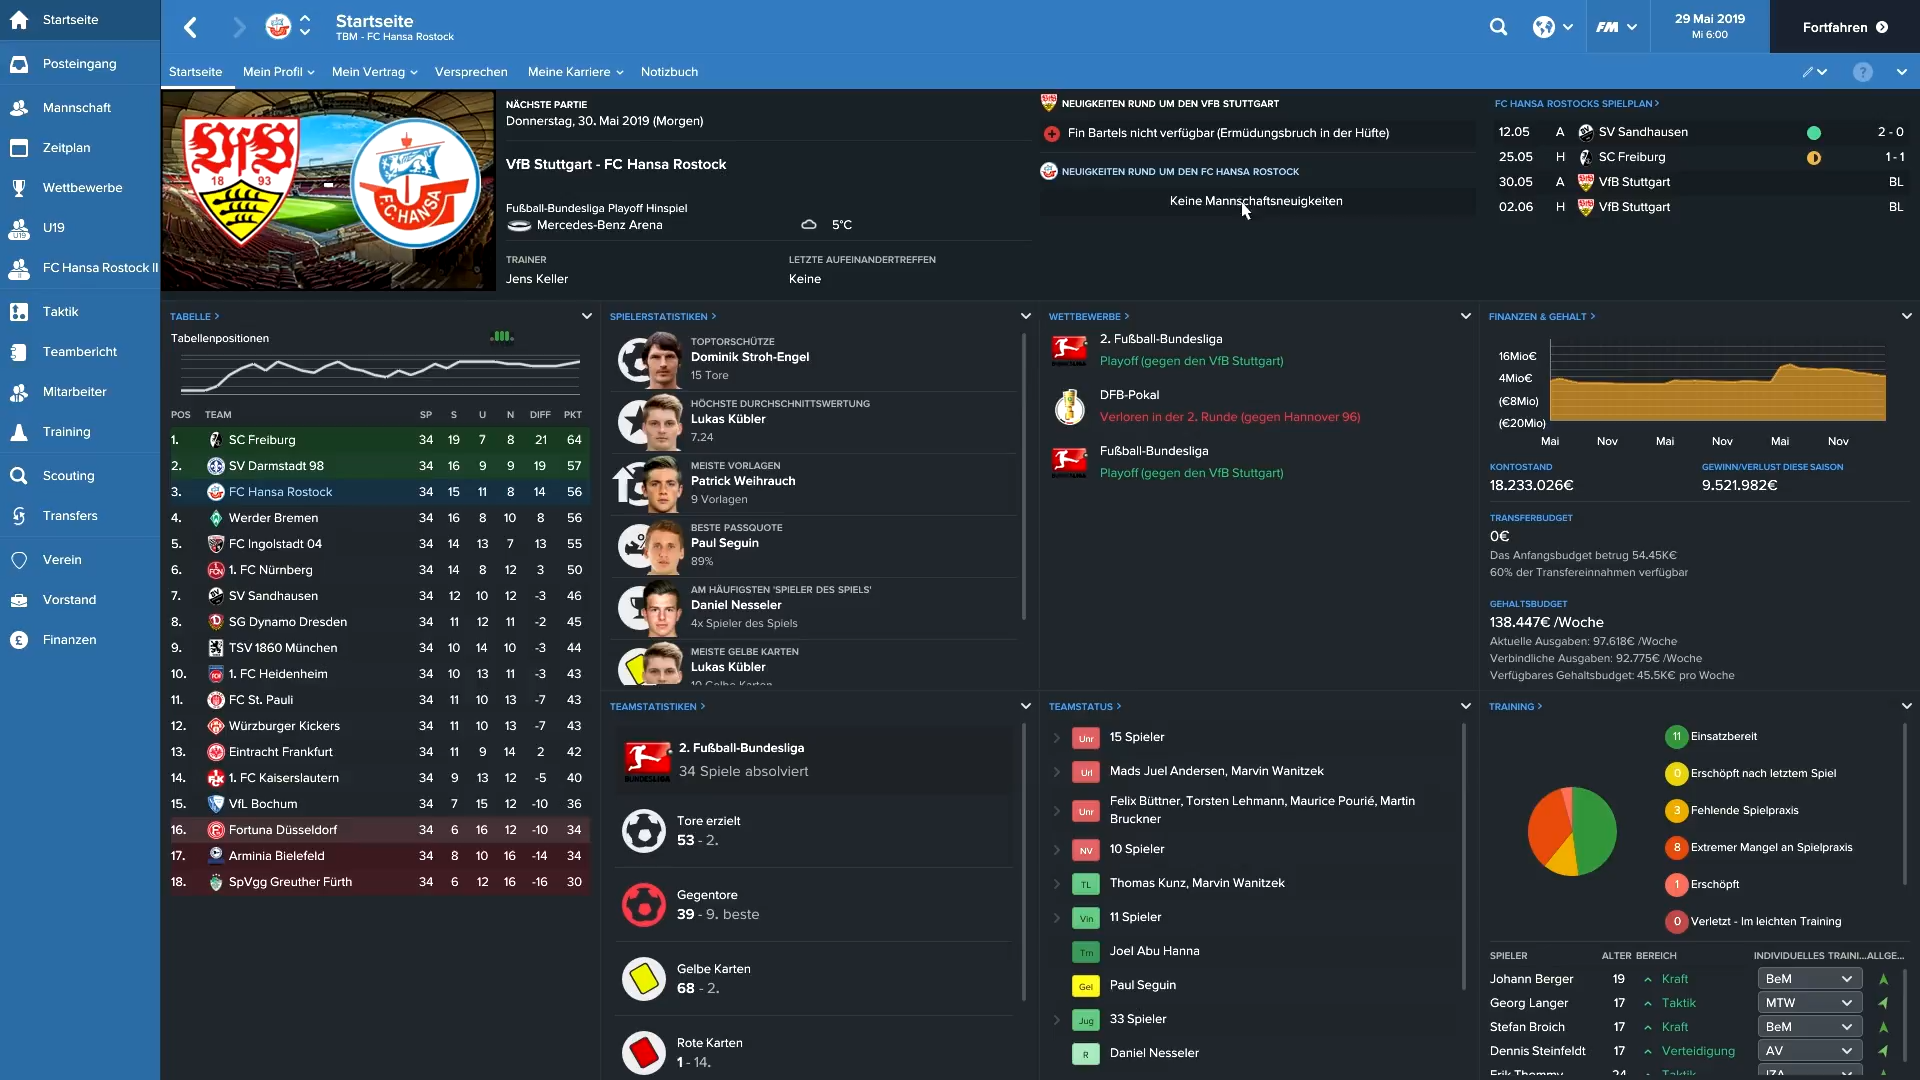 Startseite
Posteingang
Mannschaft
Zeitplan
Wettbewerbe
U19
FC Hansa Rostock II
Taktik
Teambericht
Mitarbeiter
Training
Scouting
Transfers
Verein
Vorstand
Finanzen
Startseite
TBM - FC Hansa Rostock
FM
29 Mai 2019
Mi 6:00
Fortfahren
Startseite Mein Profil Mein Vertrag Versprechen Meine Karriere Notizbuch
VfB
18 93
F.C. HANSA
NÄCHSTE PARTIE
Donnerstag, 30. Mai 2019 (Morgen)
VfB Stuttgart - FC Hansa Rostock
Fußball-Bundesliga Playoff Hinspiel
Mercedes-Benz Arena 5°C
TRAINER LETZTE AUFEINANDERTREFFEN
Jens Keller Keine
NEUIGKEITEN RUND UM DEN VFB STUTTGART
Fin Bartels nicht verfügbar (Ermüdungsbruch in der Hüfte)
NEUIGKEITEN RUND UM DEN FC HANSA ROSTOCK
Keine Mannschaftsneuigkeiten
FC HANSA ROSTOCKS SPIELPLAN >
12.05 A SV Sandhausen 2 - 0
25.05 H SC Freiburg 1 - 1
30.05 A VfB Stuttgart BL
02.06 H VfB Stuttgart BL
TABELLE >
Tabellenpositionen
POS TEAM SP S U N DIFF PKT
1. SC Freiburg 34 19 7 8 21 64
2. SV Darmstadt 98 34 16 9 9 19 57
3. FC Hansa Rostock 34 15 11 8 14 56
4. Werder Bremen 34 16 8 10 8 56
5. FC Ingolstadt 04 34 14 13 7 13 55
6. 1. FC Nürnberg 34 14 8 12 3 50
7. SV Sandhausen 34 12 10 12 -3 46
8. SG Dynamo Dresden 34 11 12 11 -2 45
9. TSV 1860 München 34 10 14 10 -3 44
10. 1. FC Heidenheim 34 10 13 11 -3 43
11. FC St. Pauli 34 11 10 13 -7 43
12. Würzburger Kickers 34 11 10 13 -7 43
13. Eintracht Frankfurt 34 11 9 14 2 42
14. 1. FC Kaiserslautern 34 9 13 12 -5 40
15. VfL Bochum 34 7 15 12 -10 36
16. Fortuna Düsseldorf 34 6 16 12 -10 34
17. Arminia Bielefeld 34 8 10 16 -14 34
18. SpVgg Greuther Fürth 34 6 12 16 -16 30
SPIELERSTATISTIKEN >
TOPTORSCHÜTZE
Dominik Stroh-Engel
15 Tore
HÖCHSTE DURCHSCHNITTSWERTUNG
Lukas Kübler
7.24
MEISTE VORLAGEN
Patrick Weihrauch
9 Vorlagen
BESTE PASSQUOTE
Paul Seguin
89%
AM HÄUFIGSTEN 'SPIELER DES SPIELS'
Daniel Nesseler
4x Spieler des Spiels
MEISTE GELBE KARTEN
Lukas Kübler
10 Gelbe Karten
WETTBEWERBE >
2. Fußball-Bundesliga
Playoff (gegen den VfB Stuttgart)
DFB-Pokal
Verloren in der 2. Runde (gegen Hannover 96)
Fußball-Bundesliga
Playoff (gegen den VfB Stuttgart)
FINANZEN & GEHALT >
16Mio€
4Mio€
(€8Mio)
(€20Mio)
Mai Nov Mai Nov Mai Nov
KONTOSTAND GEWINN/VERLUST DIESE SAISON
18.233.026€ 9.521.982€
TRANSFERBUDGET
0€
Das Anfangsbudget betrug 54.45K€
60% der Transfereinnahmen verfügbar
GEHALTSBUDGET
138.447€ /Woche
Aktuelle Ausgaben: 97.618€ /Woche
Verbindliche Ausgaben: 92.775€ /Woche
Verfügbares Gehaltsbudget: 45.5K€ pro Woche
TEAMSTATISTIKEN >
2. Fußball-Bundesliga
34 Spiele absolviert
BUNDESLIGA
Tore erzielt
53 - 2.
Gegentore
39 - 9. beste
Gelbe Karten
68 - 2.
Rote Karten
1 - 14.
TEAMSTATUS >
Unr 15 Spieler
Url Mads Juel Andersen, Marvin Wanitzek
Unr Felix Büttner, Torsten Lehmann, Maurice Pourié, Martin
Bruckner
NV 10 Spieler
TL Thomas Kunz, Marvin Wanitzek
Vin 11 Spieler
Trn Joel Abu Hanna
Gel Paul Seguin
Jug 33 Spieler
R Daniel Nesseler
TRAINING >
11 Einsatzbereit
0 Erschöpft nach letztem Spiel
3 Fehlende Spielpraxis
8 Extremer Mangel an Spielpraxis
1 Erschöpft
0 Verletzt - Im leichten Training
SPIELER ALTER BEREICH INDIVIDUELLES TRAINI... ALLGE...
Johann Berger 19 Kraft BeM
Georg Langer 17 Taktik MTW
Stefan Broich 17 Kraft BeM
Dennis Steinfeldt 17 Verteidigung AV
Erik Thommy 24 Taktik IZA